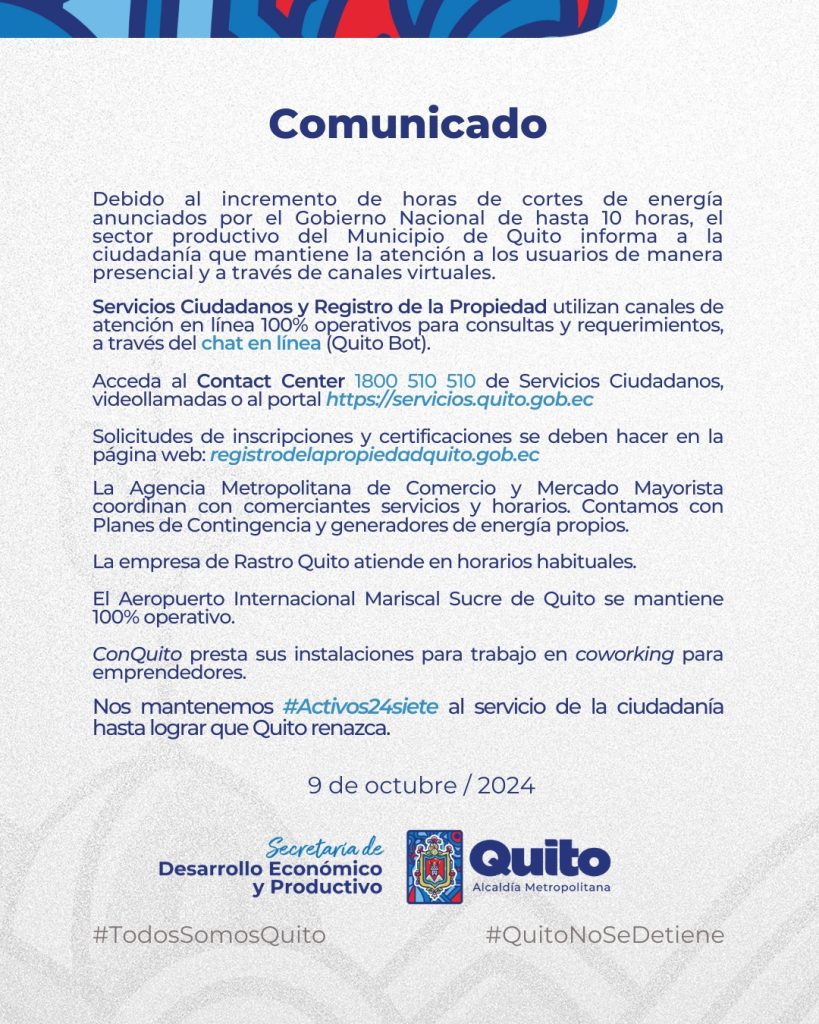 Comunicado
Debido al incremento de horas de cortes de energía
anunciados por el Gobierno Nacional de hasta 10 horas, el
sector productivo del Municipio de Quito informa a la
ciudadanía que mantiene la atención a los usuarios de manera
presencial y a través de canales virtuales.
Servicios Ciudadanos y Registro de la Propiedad utilizan canales de
atención en línea 100% operativos para consultas y requerimientos,
a través del chat en línea (Quito Bot).
Acceda al Contact Center 1800 510 510 de Servicios Ciudadanos,
videollamadas o al portal https://servicios.quito.gob.ec
Solicitudes de inscripciones y certificaciones se deben hacer en la
página web: registrodelapropiedadquito.gob.ec
La Agencia Metropolitana de Comercio y Mercado Mayorista
coordinan con comerciantes servicios y horarios. Contamos con
Planes de Contingencia y generadores de energía propios.
La empresa de Rastro Quito atiende en horarios habituales.
El Aeropuerto Internacional Mariscal Sucre de Quito se mantiene
100% operativo.
ConQuito presta sus instalaciones para trabajo en coworking para
emprendedores.
Nos mantenemos #Activos24siete al servicio de la ciudadanía
hasta lograr que Quito renazca.
9 de octubre / 2024
Secretaría de
Desarrollo Económico
y Productivo
Quito
Alcaldía Metropolitana
#TodosSomosQuito
#QuitoNoSeDetiene